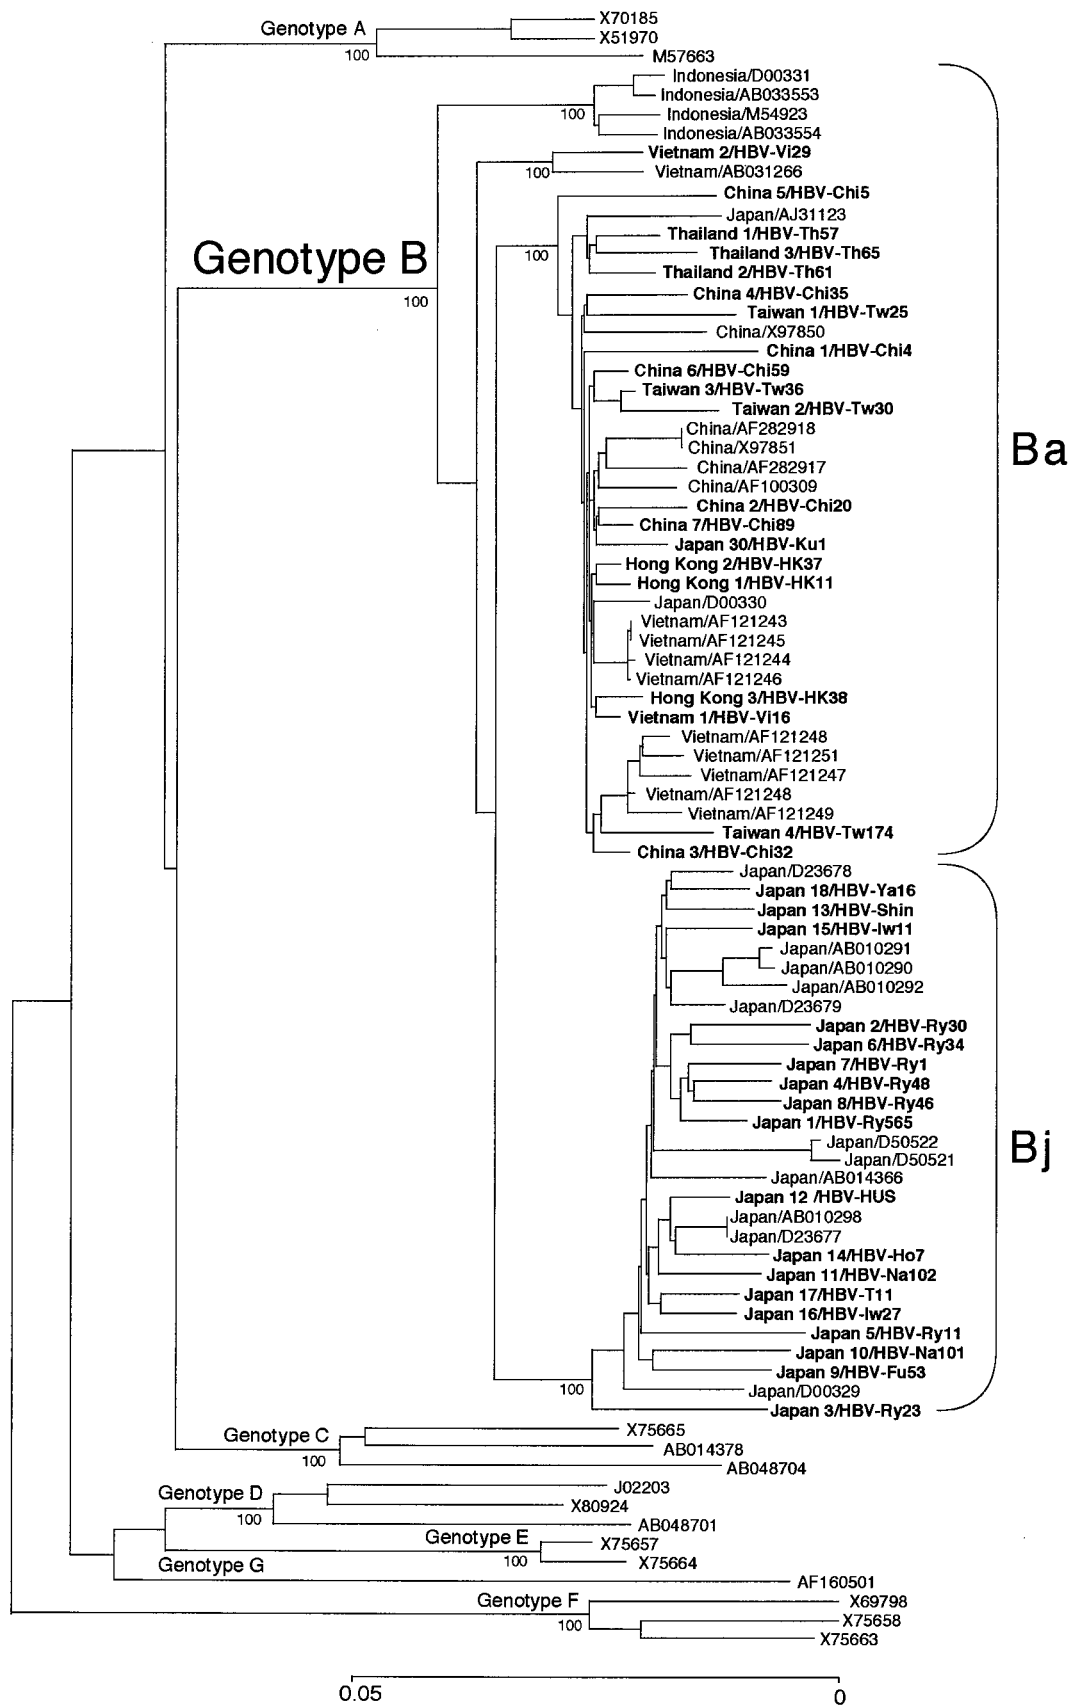 X70185
Genotype A
X51970
100
M57663
Indonesia/D00331
Indonesia/AB033553
100
Indonesia/M54923
Indonesia/AB033554
Vietnam 2/HBV-Vi29
100
Vietnam/AB031266
China 5/HBV-Chi5
Japan/AJ31123
Thailand 1/HBV-Th57
100
Thailand 3/HBV-Th65
Genotype B
Thailand 2/HBV-Th61
100
China 4/HBV-Chi35
Taiwan 1/HBV-Tw25
China/X97850
China 1/HBV-Chi4
China 6/HBV-Chi59
Taiwan 3/HBV-Tw36
Taiwan 2/HBV-Tw30
China/AF282918
China/X97851
Ba
China/AF282917
China/AF100309
China 2/HBV-Chi20
China 7/HBV-Chi89
Japan 30/HBV-Ku1
Hong Kong 2/HBV-HK37
Hong Kong 1/HBV-HK11
Japan/D00330
Vietnam/AF121243
Vietnam/AF121245
Vietnam/AF121244
Vietnam/AF121246
Hong Kong 3/HBV-HK38
Vietnam 1/HBV-Vi16
Vietnam/AF121248
Vietnam/AF121251
Vietnam/AF121247
Vietnam/AF121248
Vietnam/AF121249
Taiwan 4/HBV-Tw174
China 3/HBV-Chi32
Japan/D23678
Japan 18/HBV-Ya16
Japan 13/HBV-Shin
Japan 15/HBV-Iw11
Japan/AB010291
Japan/AB010290
Japan/AB010292
Japan/D23679
Japan 2/HBV-Ry30
Japan 6/HBV-Ry34
Japan 7/HBV-Ry1
Japan 4/HBV-Ry48
Japan 8/HBV-Ry46
Japan 1/HBV-Ry565
Japan/D50522
Bj
Japan/D50521
Japan/AB014366
Japan 12 /HBV-HUS
Japan/AB010298
Japan/D23677
Japan 14/HBV-Ho7
Japan 11/HBV-Na102
Japan 17/HBV-T11
Japan 16/HBV-Iw27
Japan 5/HBV-Ry11
Japan 10/HBV-Na101
Japan 9/HBV-Fu53
100
Japan/D00329
Japan 3/HBV-Ry23
X75665
Genotype C
AB014378
100
AB048704
J02203
Genotype D
X80924
100
AB048701
Genotype E
X75657
100
X75664
Genotype G
AF160501
Genotype F
X69798
X75658
100
X75663
0.05
0